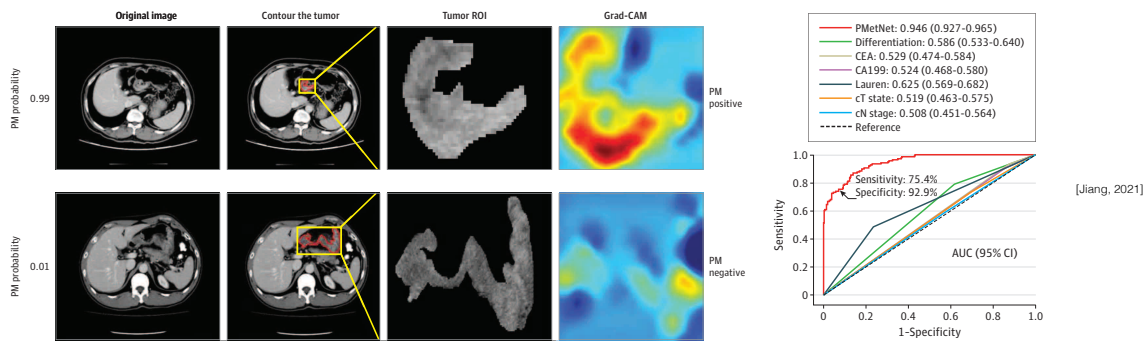 Original image
Contour the tumor
Tumor ROI
Grad-CAM
PM probability
0.99
PM
positive
PM probability
0.01
PM
negative
PMetNet: 0.946 (0.927-0.965)
Differentiation: 0.586 (0.533-0.640)
CEA: 0.529 (0.474-0.584)
CA199: 0.524 (0.468-0.580)
Lauren: 0.625 (0.569-0.682)
cT state: 0.519 (0.463-0.575)
cN stage: 0.508 (0.451-0.564)
Reference
1.0
0.8
0.6
0.4
0.2
0
Sensitivity
Sensitivity: 75.4%
Specificity: 92.9%
AUC (95% CI)
0
0.2
0.4
0.6
0.8
1.0
1-Specificity
[Jiang, 2021]